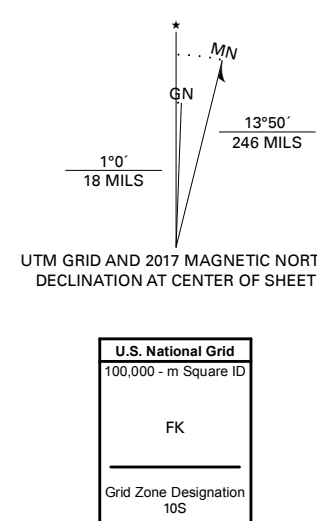 ★
MN
GN
13°50´
246 MILS
1°0´
18 MILS
UTM GRID AND 2017 MAGNETIC NORT
DECLINATION AT CENTER OF SHEET
U.S. National Grid
100,000 - m Square ID
FK
Grid Zone Designation
10S